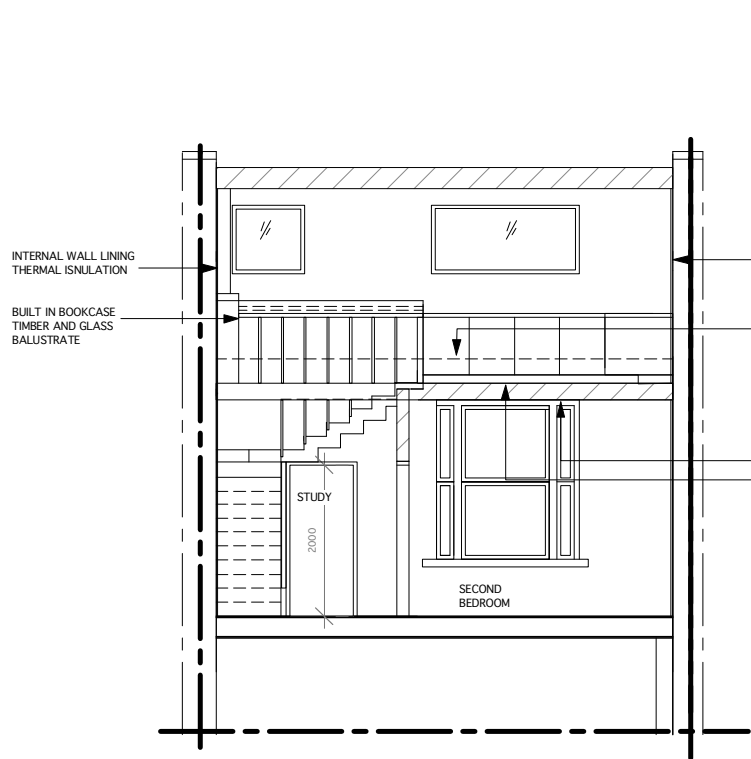 INTERNAL WALL LINING
THERMAL ISNULATION
BUILT IN BOOKCASE
TIMBER AND GLASS
BALUSTRATE
STUDY
2000
SECOND
BEDROOM